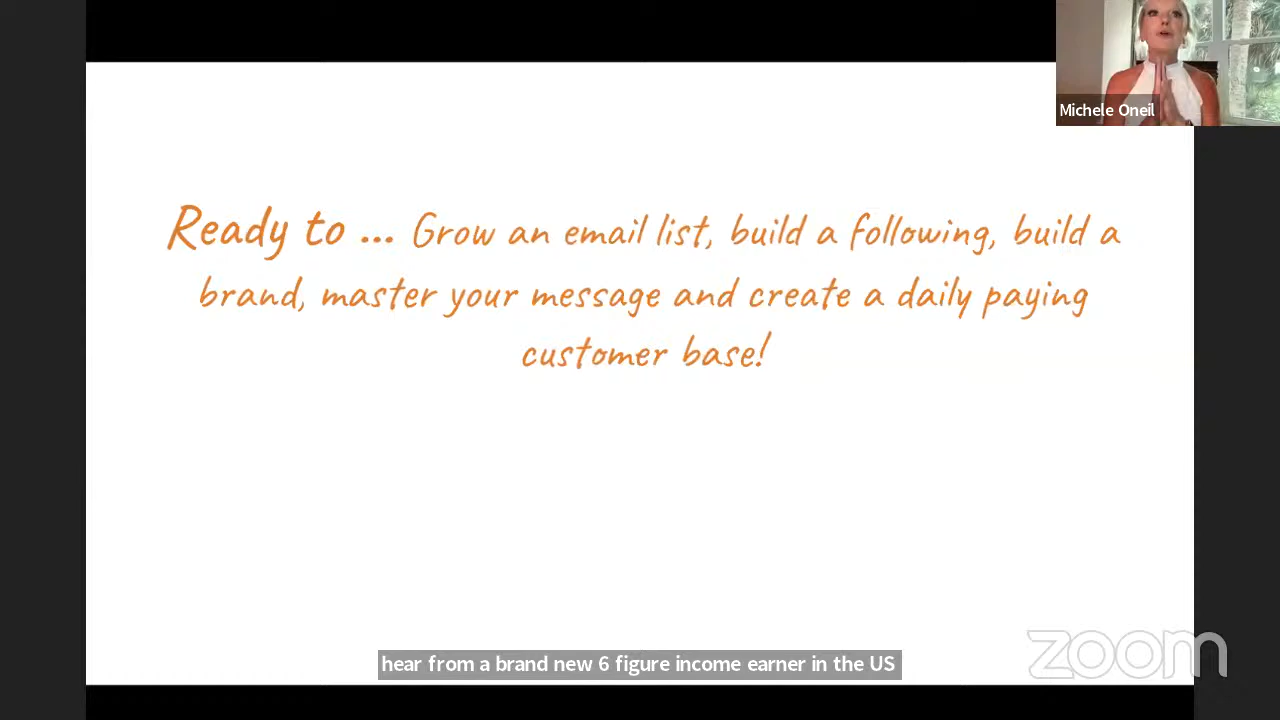 Michele Oneil
Ready to ... Grow an email list, build a following, build a
brand, master your message and create a daily paying
customer base!
hear from a brand new 6 figure income earner in the US
zoom